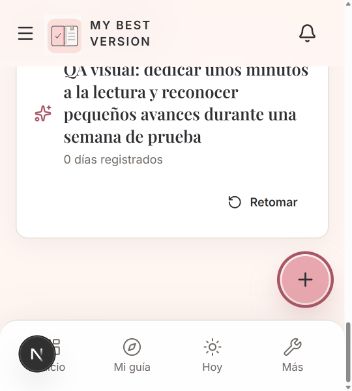 MY BEST
VERSION
QA visual: dedicar unos minutos
a la lectura y reconocer
pequeños avances durante una
semana de prueba
0 días registrados
Retomar
N
Mi guía
Hoy
Más